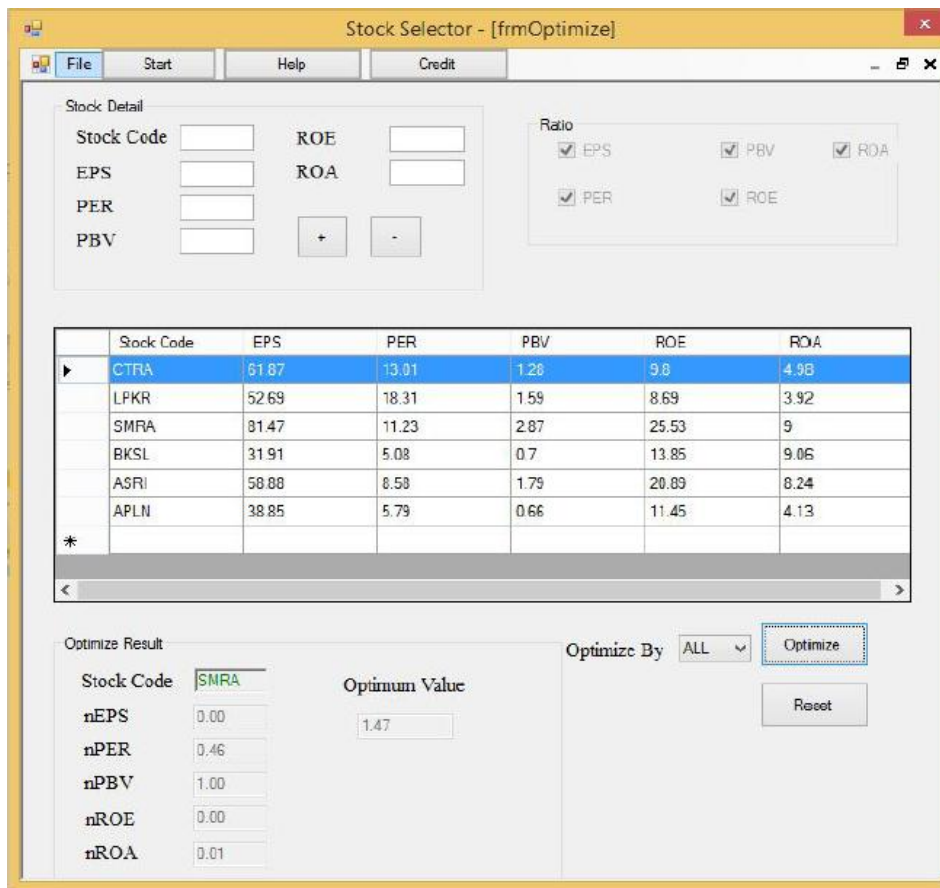 Stock Selector - [frmOptimize]
File Start Help Credit
Stock Detail
Stock Code
EPS
PER
PBV
ROE
ROA
+ -
Ratio
EPS PBV ROA
PER ROE
Stock Code EPS PER PBV ROE ROA
CTRA 61.87 13.01 1.28 9.8 4.98
LPKR 52.69 18.31 1.59 8.69 3.92
SMRA 81.47 11.23 2.87 25.53 9
BKSL 31.91 5.08 0.7 13.85 9.06
ASRI 58.88 8.58 1.79 20.89 8.24
APLN 38.85 5.79 0.66 11.45 4.13
Optimize Result
Stock Code SMRA
nEPS 0.00
nPER 0.46
nPBV 1.00
nROE 0.00
nROA 0.01
Optimum Value
1.47
Optimize By ALL Optimize
Reset